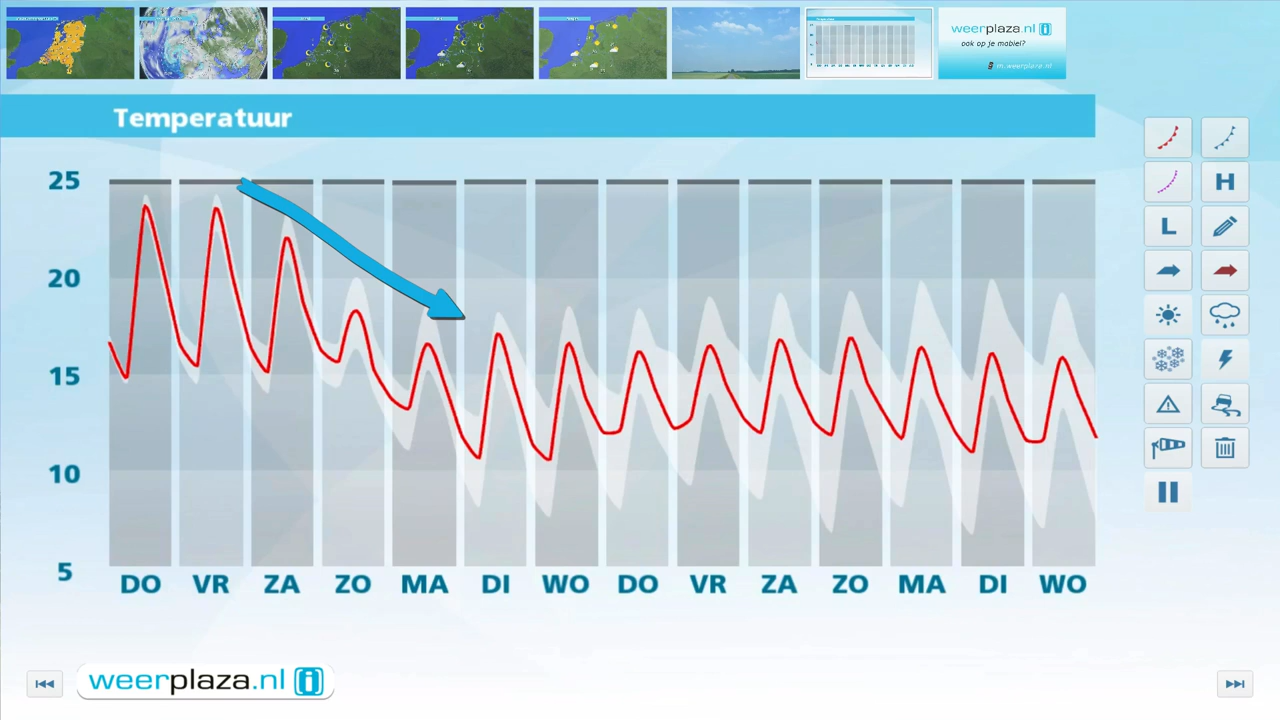 weerplaza.nl i
ook op je mobiel?
m.weerplaza.nl
Temperatuur
25
20
15
10
5
DO VR ZA ZO MA DI WO DO VR ZA ZO MA DI WO
H
L
weerplaza.nl i